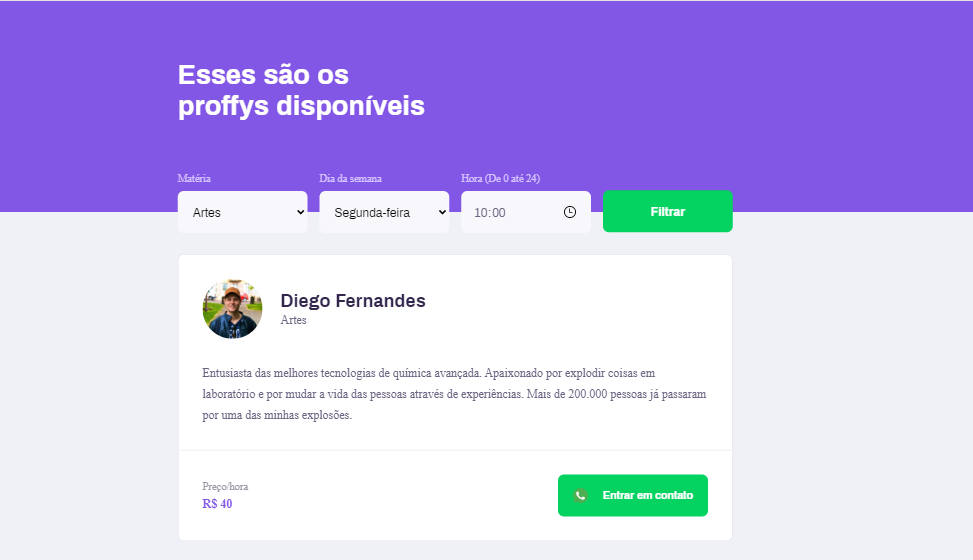 Esses são os
proffys disponíveis
Matéria
Dia da semana
Hora (De 0 até 24)
Artes
Segunda-feira
10:00
Filtrar
Diego Fernandes
Artes
Entusiasta das melhores tecnologias de química avançada. Apaixonado por explodir coisas em
laboratório e por mudar a vida das pessoas através de experiências. Mais de 200.000 pessoas já passaram
por uma das minhas explosões.
Preço/hora
R$ 40
Entrar em contato